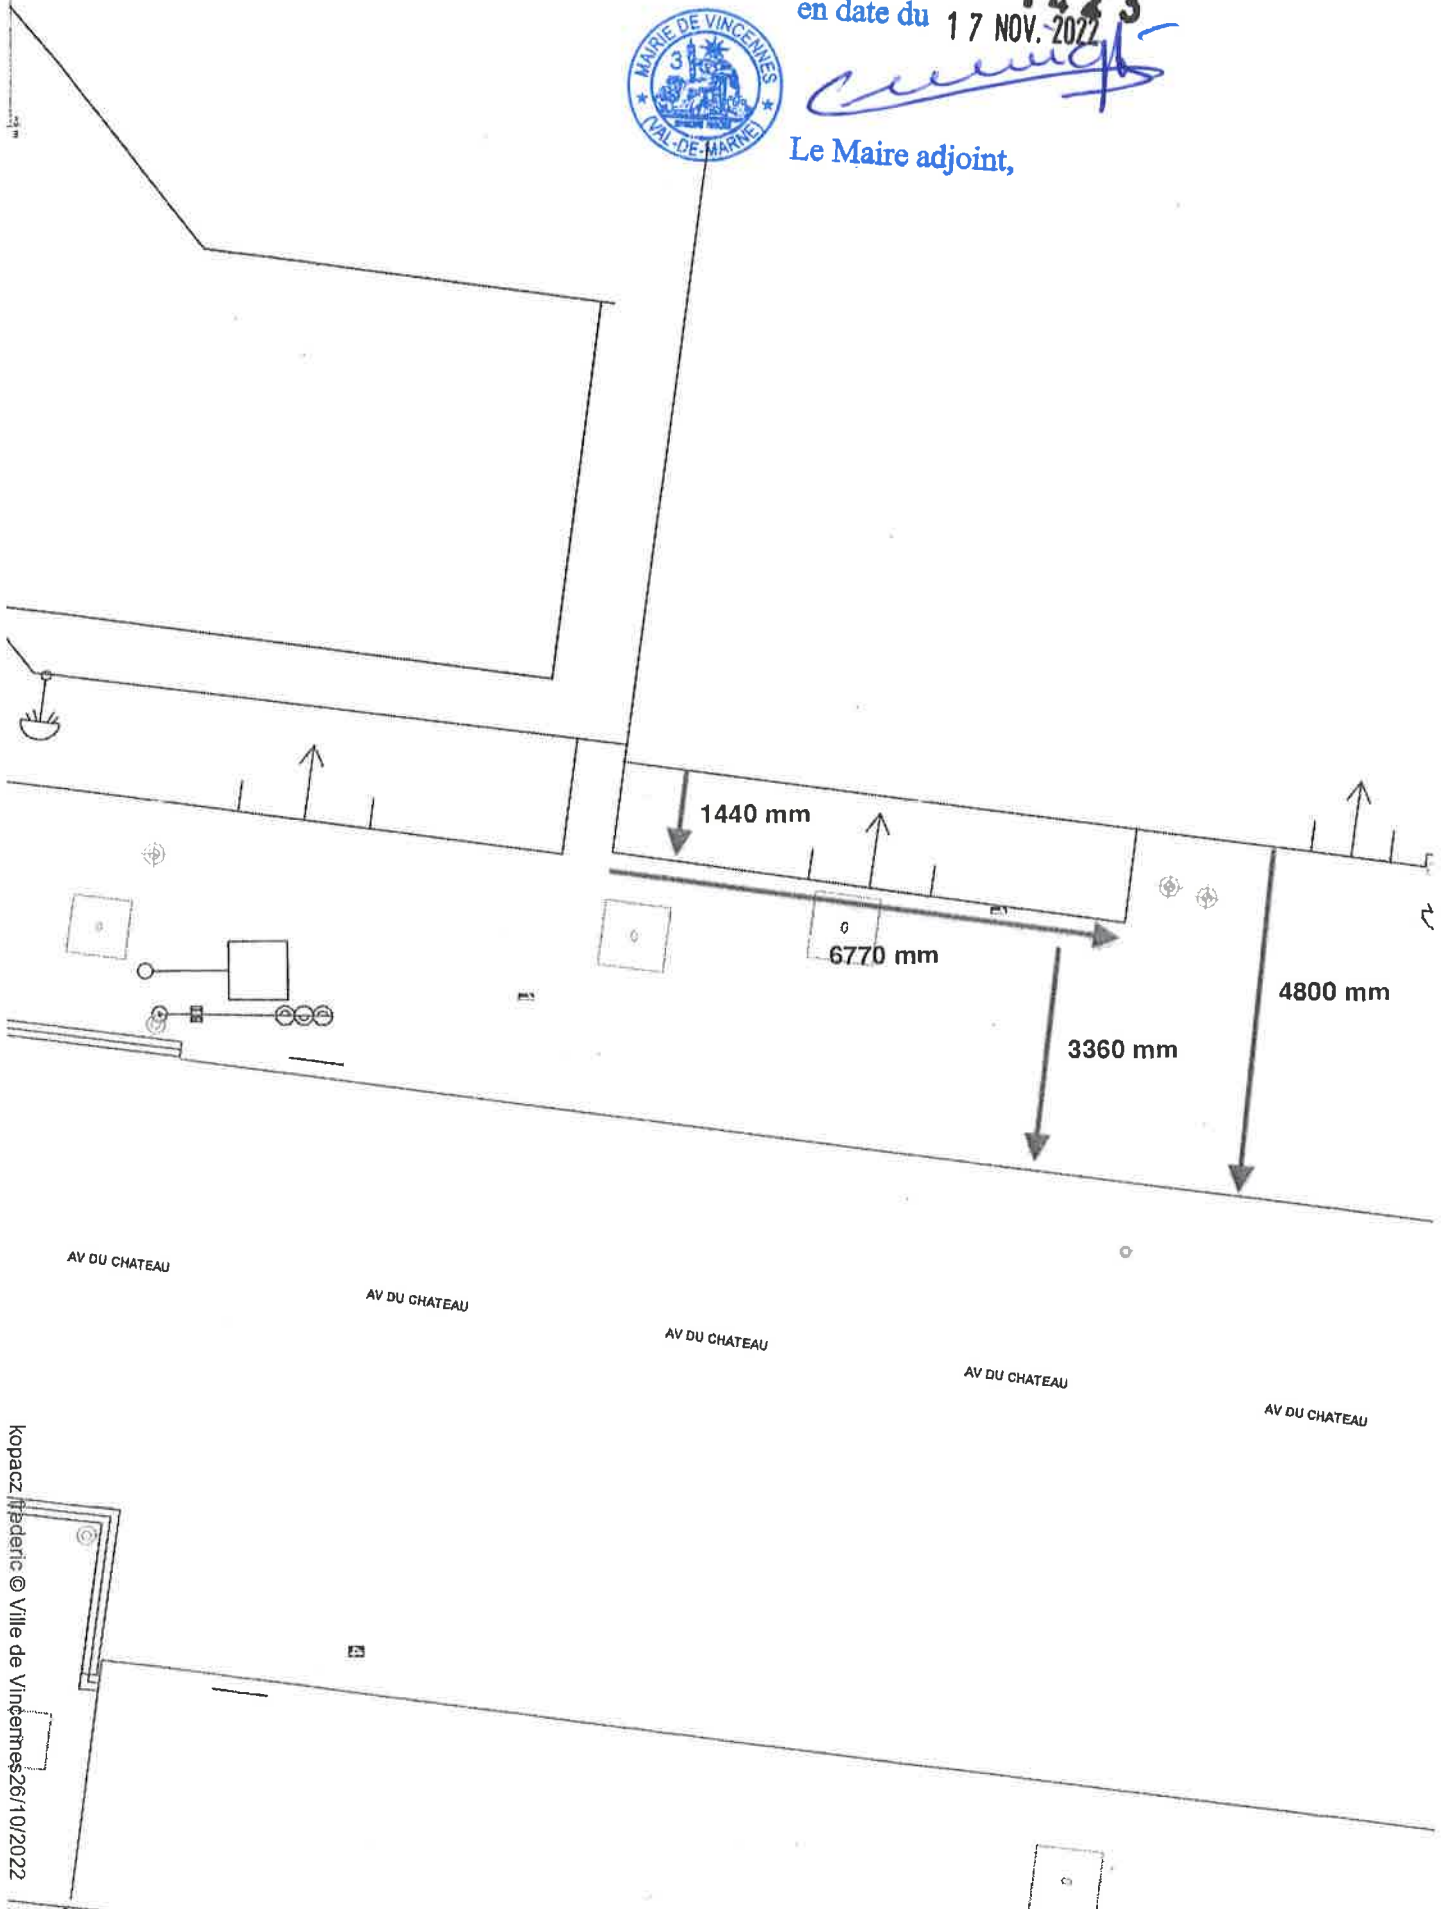 en date du 17 NOV. 2022
MAIRIE DE VINCENNES
(VAL-DE-MARNE)
Le Maire adjoint,
1440 mm
6770 mm
4800 mm
3360 mm
AV DU CHATEAU
AV DU CHATEAU
AV DU CHATEAU
AV DU CHATEAU
AV DU CHATEAU
kopacz frederic © Ville de Vincennes26/10/2022